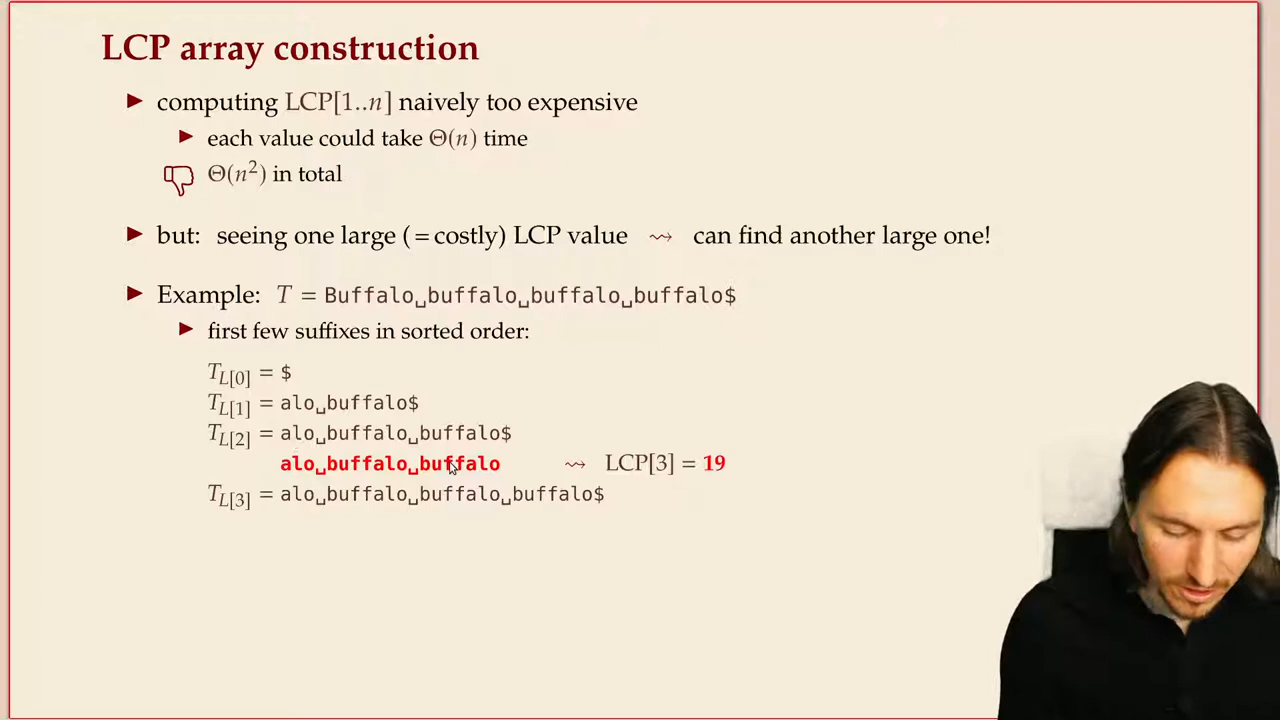 LCP array construction
▶ computing LCP[1..n] naively too expensive
▶ each value could take Θ(n) time
Θ(n²) in total
▶ but: seeing one large (=costly) LCP value ⇝ can find another large one!
▶ Example: T = Buffalo␣buffalo␣buffalo␣buffalo$
▶ first few suffixes in sorted order:
T_L[0] = $
T_L[1] = alo␣buffalo$
T_L[2] = alo␣buffalo␣buffalo$
alo␣buffalo␣buffalo ⇝ LCP[3] = 19
T_L[3] = alo␣buffalo␣buffalo␣buffalo$